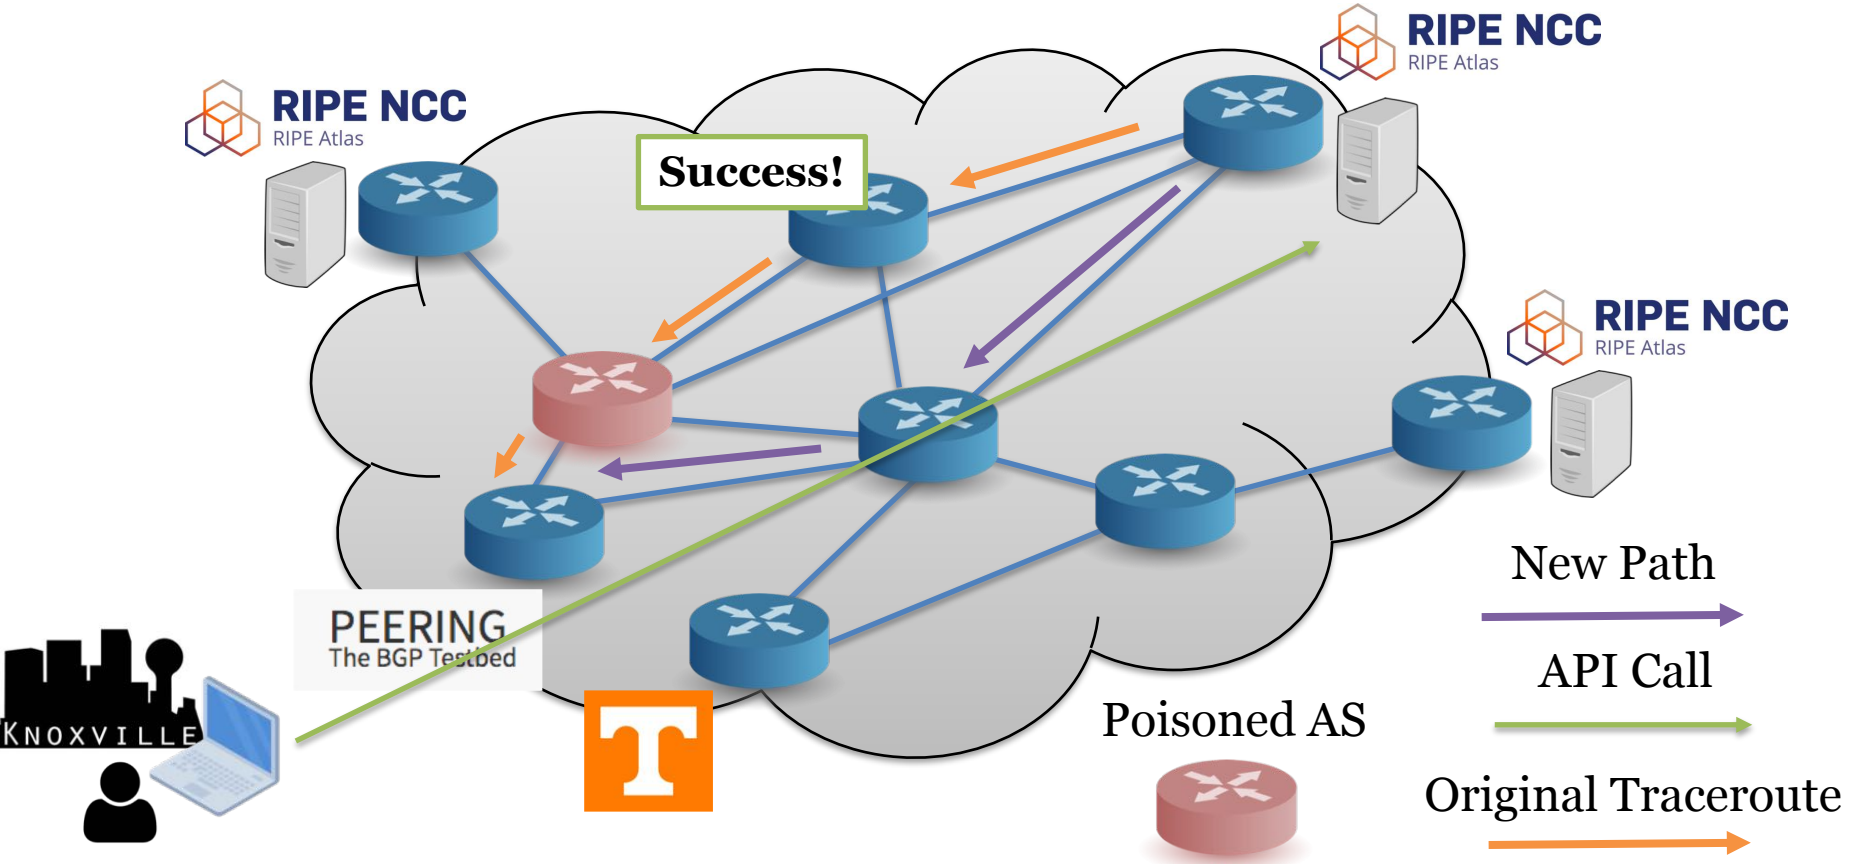 RIPE NCC
RIPE Atlas
RIPE NCC
RIPE Atlas
Success!
RIPE NCC
RIPE Atlas
New Path
PEERING
The BGP Testbed
API Call
KNOXVILLE
T
Poisoned AS
Original Traceroute